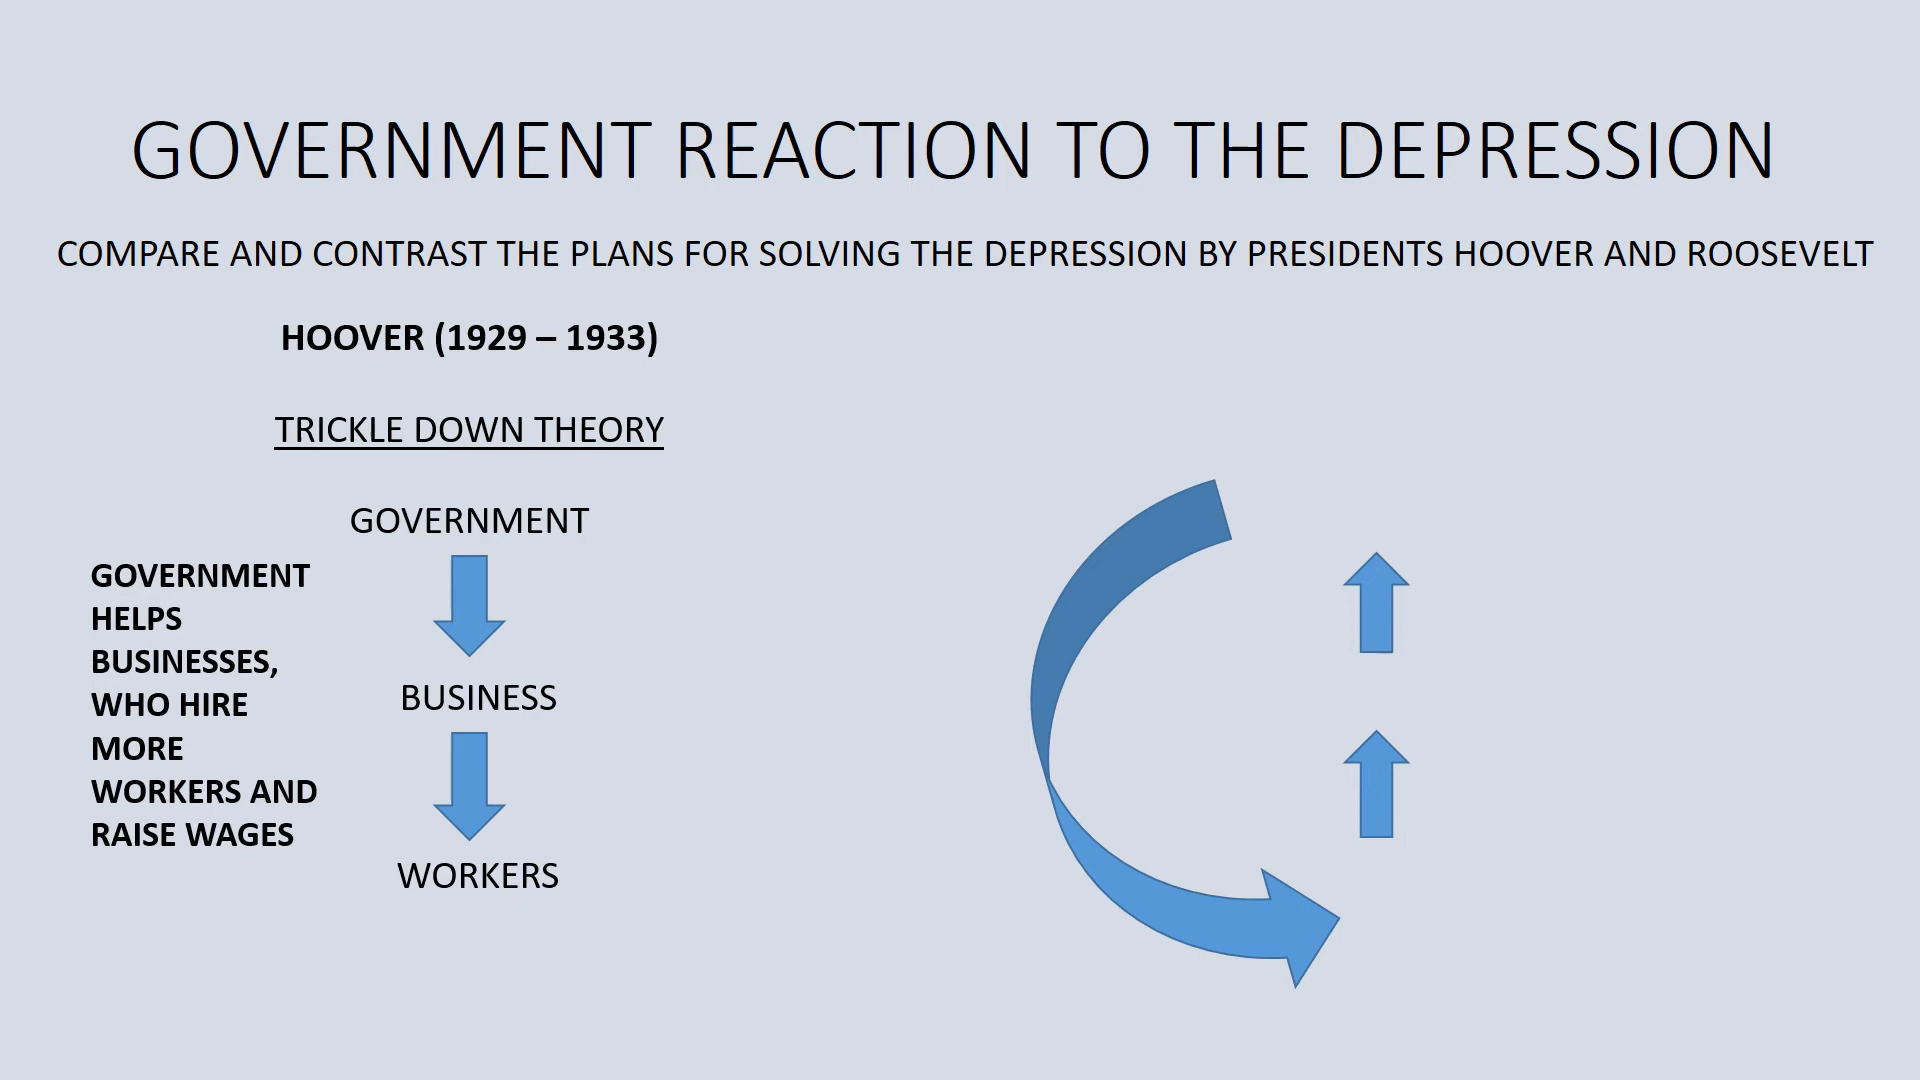 GOVERNMENT REACTION TO THE DEPRESSION
COMPARE AND CONTRAST THE PLANS FOR SOLVING THE DEPRESSION BY PRESIDENTS HOOVER AND ROOSEVELT
HOOVER (1929 – 1933)
TRICKLE DOWN THEORY
GOVERNMENT
GOVERNMENT
HELPS
BUSINESSES,
WHO HIRE
MORE
WORKERS AND
RAISE WAGES
BUSINESS
WORKERS